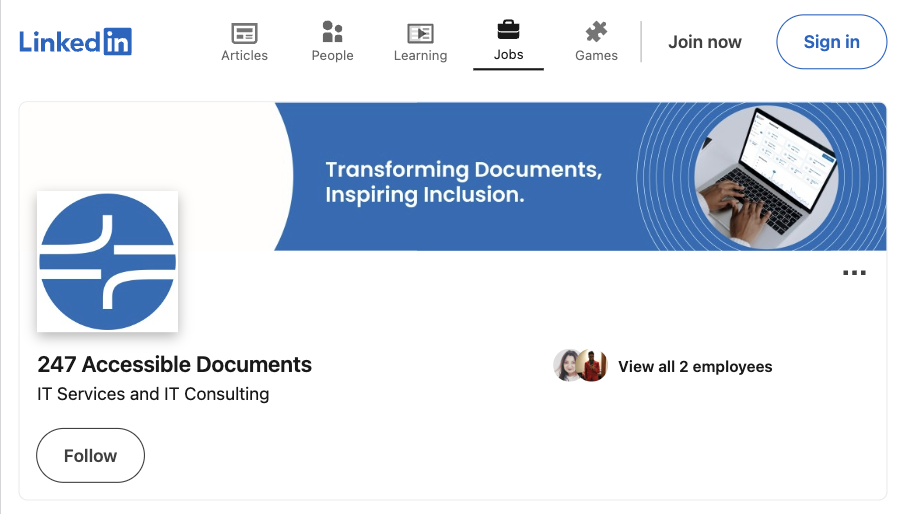 LinkedIn
Articles
People
Learning
Jobs
Games
Join now
Sign in
Transforming Documents,
Inspiring Inclusion.
247 Accessible Documents
View all 2 employees
IT Services and IT Consulting
Follow